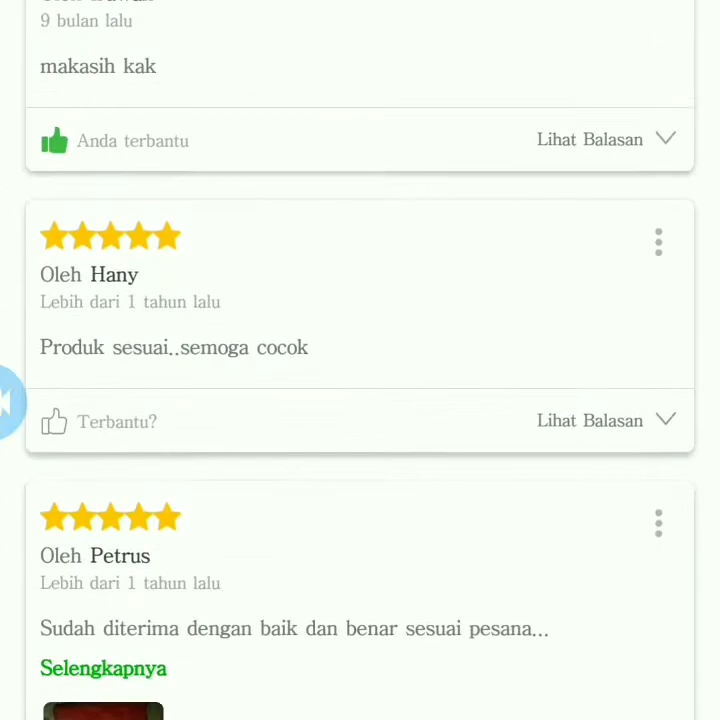 9 bulan lalu
makasih kak
Anda terbantu
Lihat Balasan
Oleh Hany
Lebih dari 1 tahun lalu
Produk sesuai..semoga cocok
Terbantu?
Lihat Balasan
Oleh Petrus
Lebih dari 1 tahun lalu
Sudah diterima dengan baik dan benar sesuai pesana...
Selengkapnya